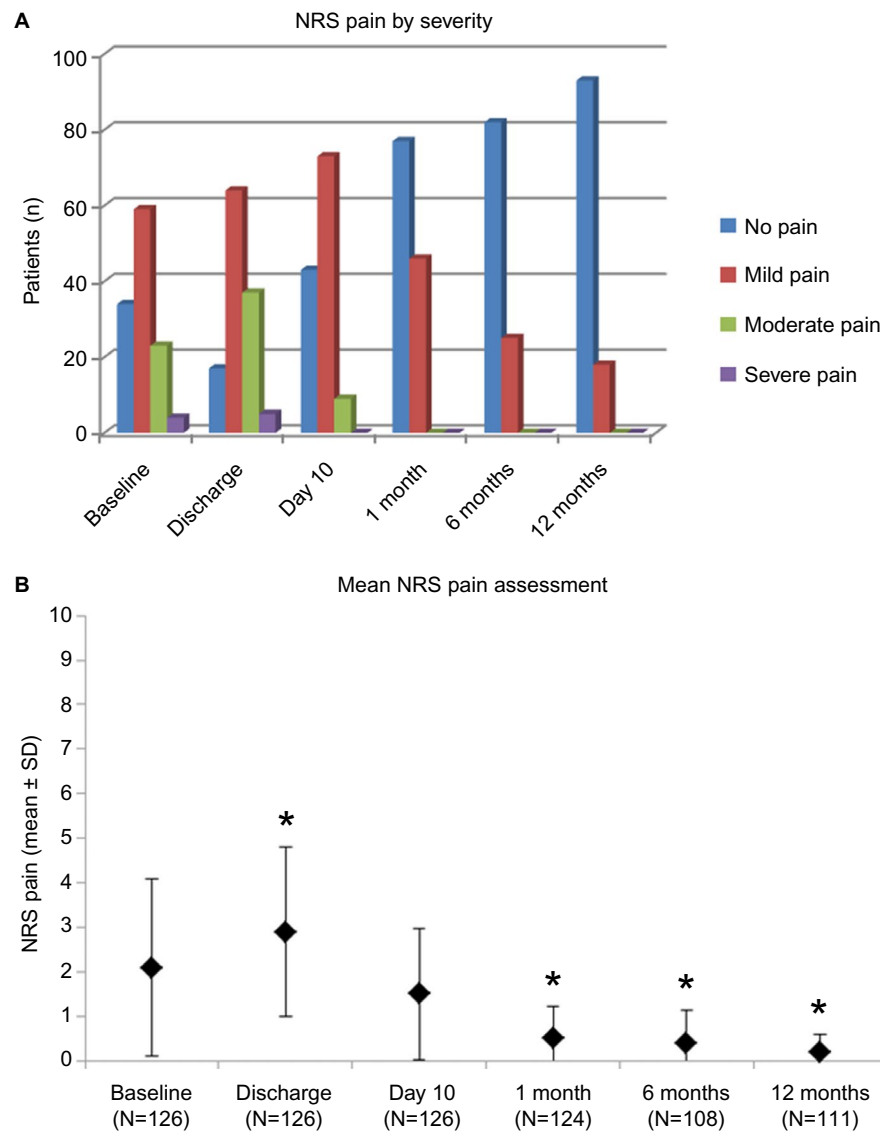 A
NRS pain by severity
Patients (n)
100
80
60
40
20
0
Baseline
Discharge
Day 10
1 month
6 months
12 months
No pain
Mild pain
Moderate pain
Severe pain
B
Mean NRS pain assessment
NRS pain (mean ± SD)
10
9
8
7
6
5
4
3
2
1
0
*
*
*
*
Baseline Discharge Day 10 1 month 6 months 12 months
(N=126) (N=126) (N=126) (N=124) (N=108) (N=111)